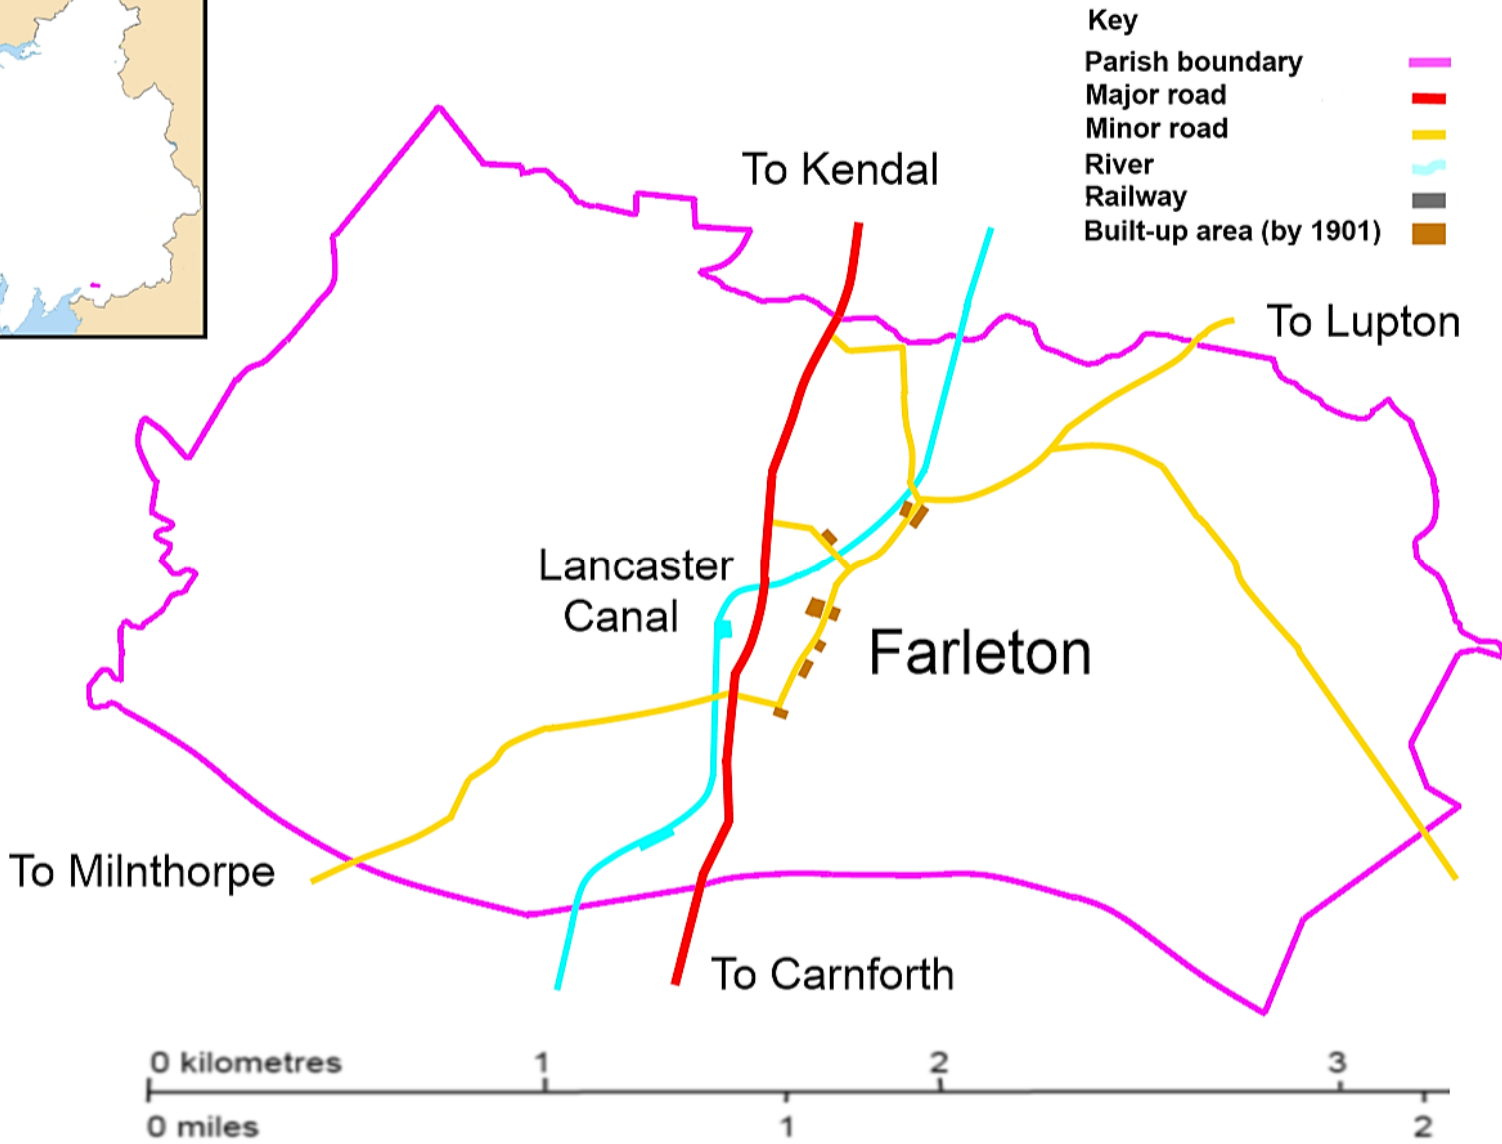 Key
Parish boundary
Major road
Minor road
River
Railway
Built-up area (by 1901)
To Kendal
To Lupton
Lancaster
Canal
Farleton
To Milnthorpe
To Carnforth
0 kilometres 1 2 3
0 miles 1 2